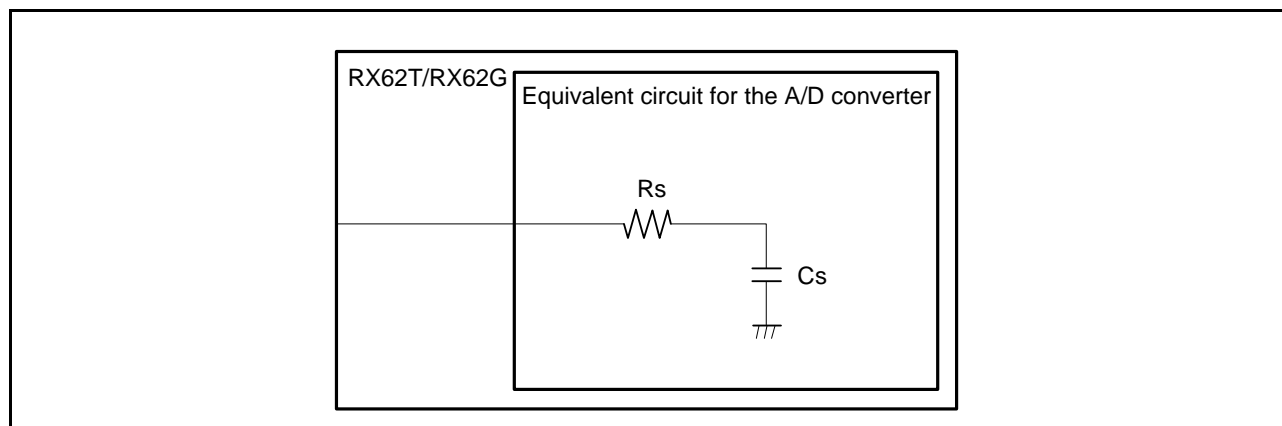 RX62T/RX62G
Equivalent circuit for the A/D converter
Rs
Cs